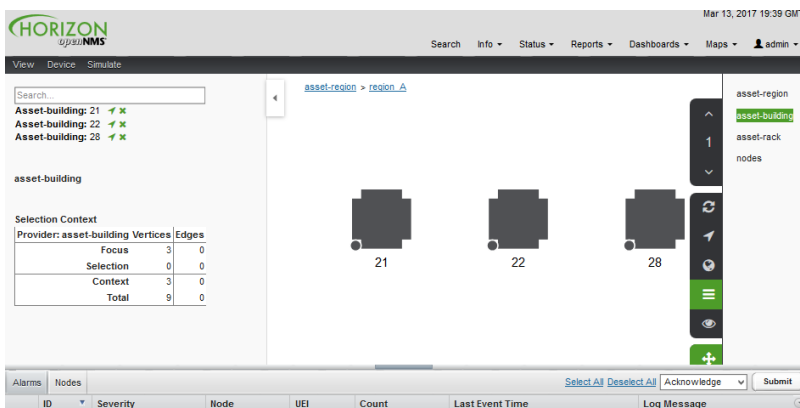 Mar 13, 2017 19:39 GMT
HORIZON
openNMS
Search Info Status Reports Dashboards Maps admin
View Device Simulate
Search...
Asset-building: 21
Asset-building: 22
Asset-building: 28
asset-building
Selection Context
Provider: asset-building Vertices Edges
Focus 3 0
Selection 0 0
Context 3 0
Total 9 0
asset-region > region_A
21 22 28
1
asset-region
asset-building
asset-rack
nodes
Alarms Nodes
Select All Deselect All Acknowledge Submit
ID Severity Node UEI Count Last Event Time Log Message